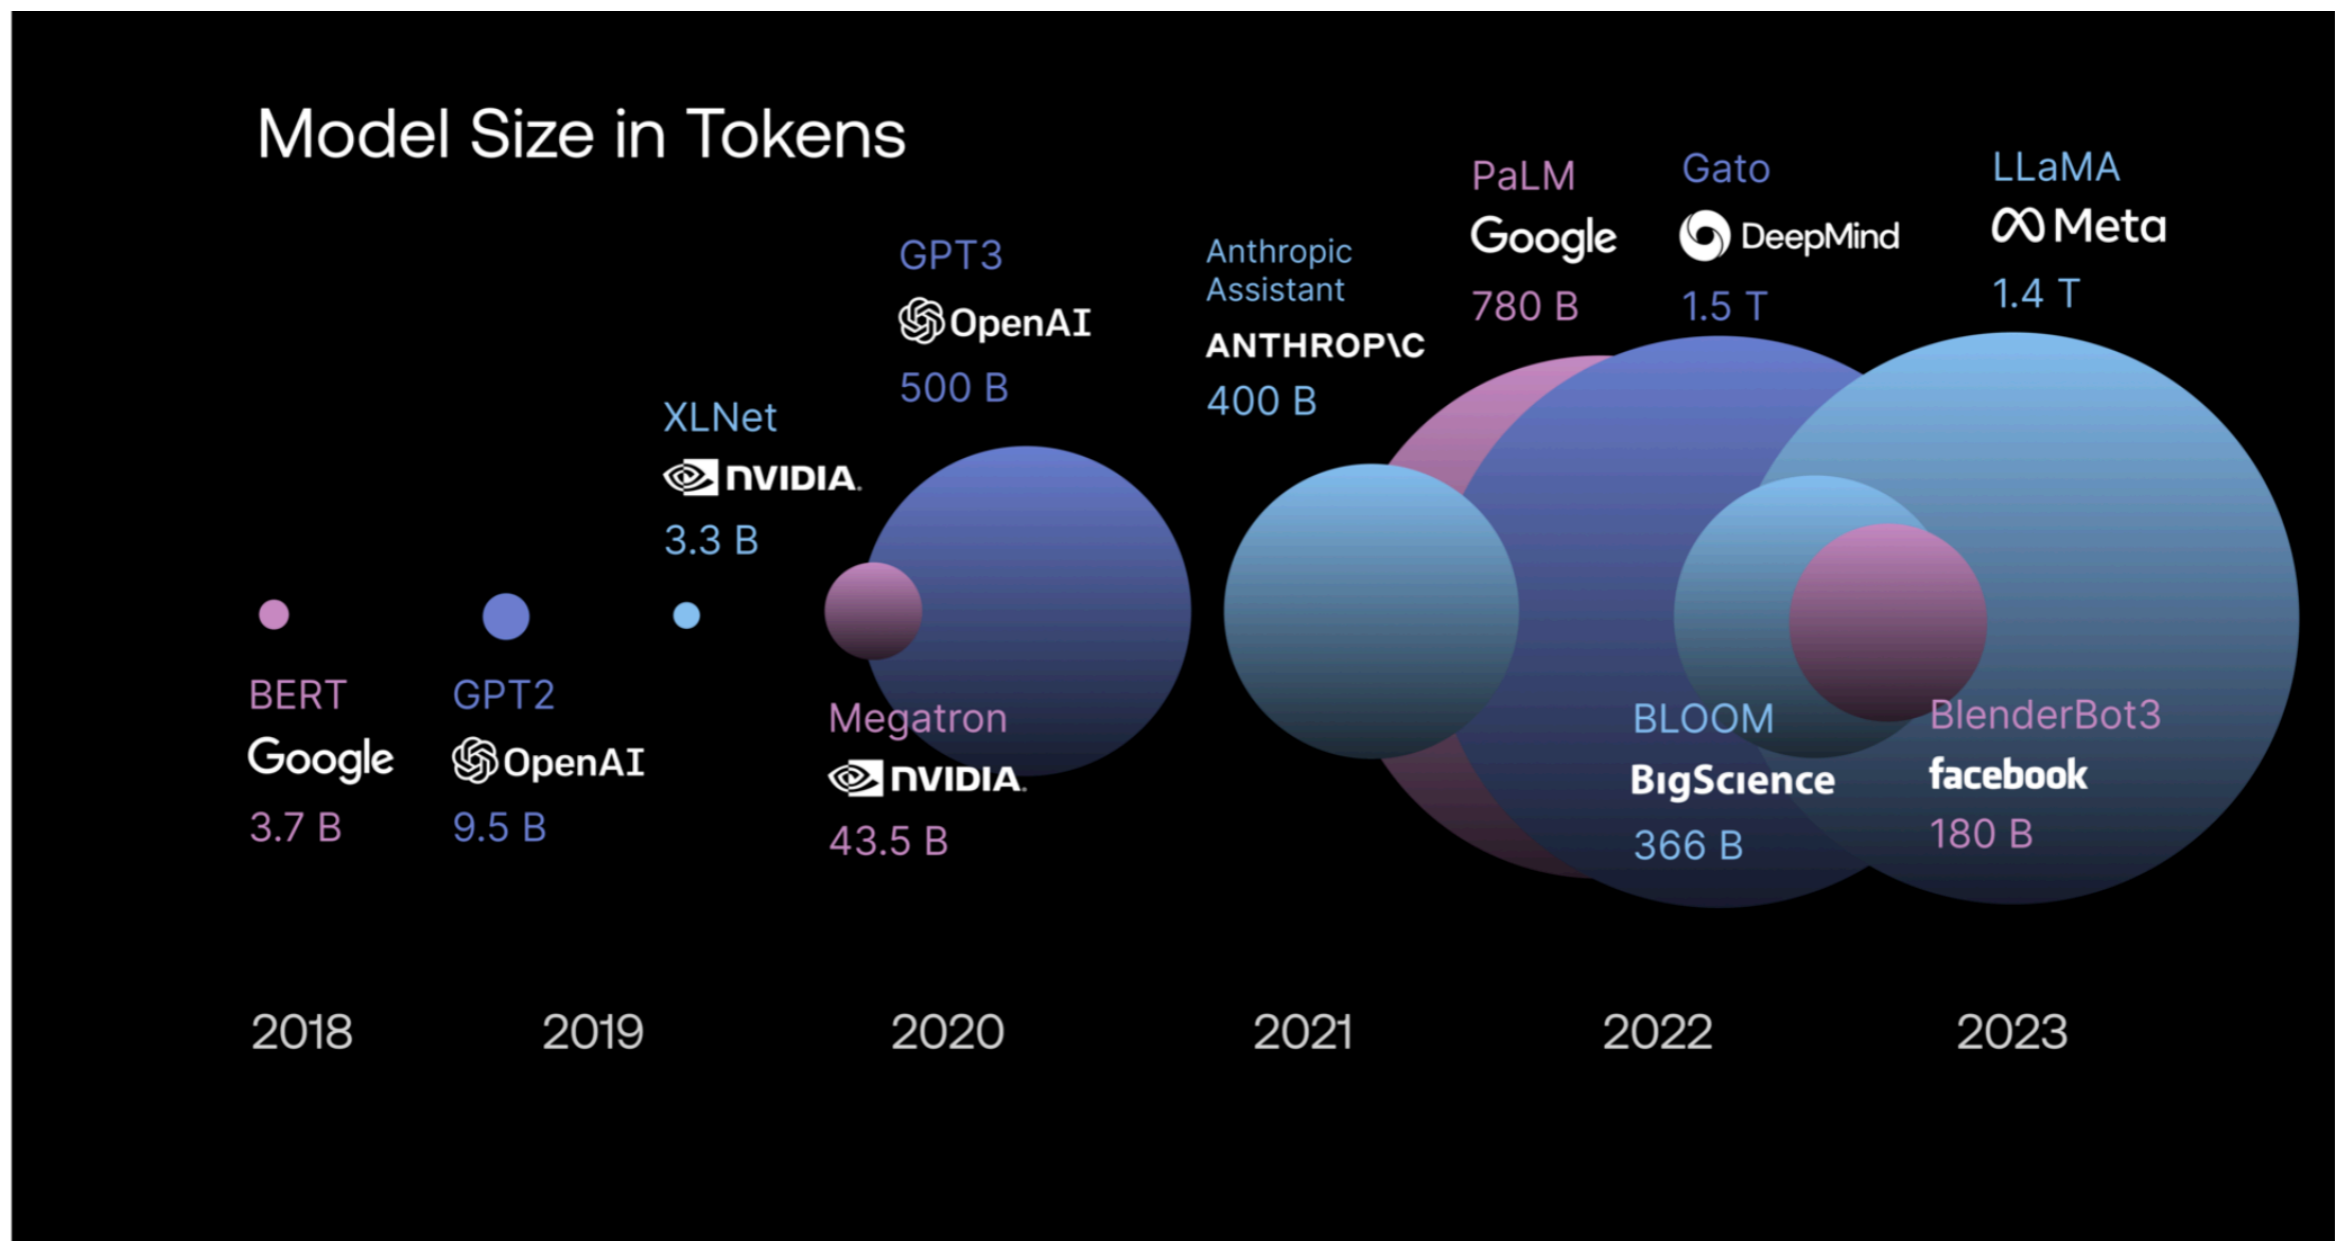 Model Size in Tokens
BERT
Google
3.7 B
GPT2
OpenAI
9.5 B
XLNet
NVIDIA.
3.3 B
Megatron
NVIDIA.
43.5 B
GPT3
OpenAI
500 B
Anthropic
Assistant
ANTHROP\C
400 B
PaLM
Google
780 B
Gato
DeepMind
1.5 T
BLOOM
BigScience
366 B
BlenderBot3
facebook
180 B
LLaMA
Meta
1.4 T
2018 2019 2020 2021 2022 2023